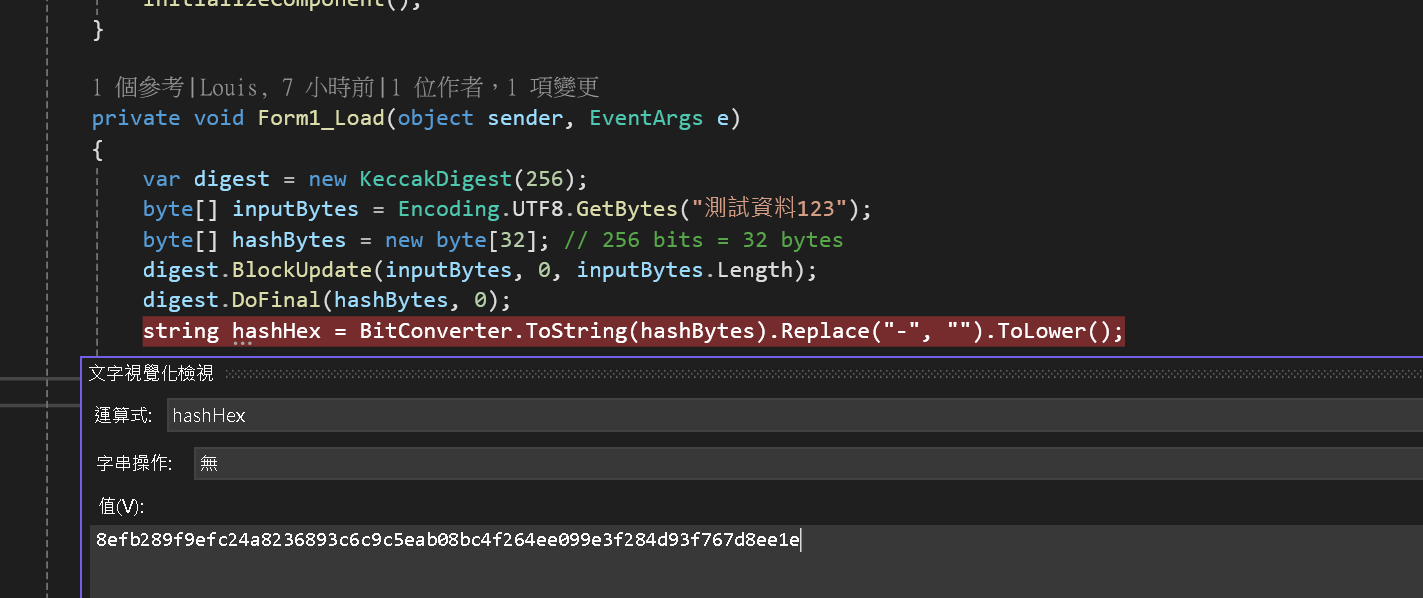 InitializeComponent();
}
1 個參考|Louis, 7 小時前|1 位作者，1 項變更
private void Form1_Load(object sender, EventArgs e)
{
var digest = new KeccakDigest(256);
byte[] inputBytes = Encoding.UTF8.GetBytes("測試資料123");
byte[] hashBytes = new byte[32]; // 256 bits = 32 bytes
digest.BlockUpdate(inputBytes, 0, inputBytes.Length);
digest.DoFinal(hashBytes, 0);
string hashHex = BitConverter.ToString(hashBytes).Replace("-", "").ToLower();
文字視覺化檢視
運算式: hashHex
字串操作: 無
值(V):
8efb289f9efc24a8236893c6c9c5eab08bc4f264ee099e3f284d93f767d8ee1e